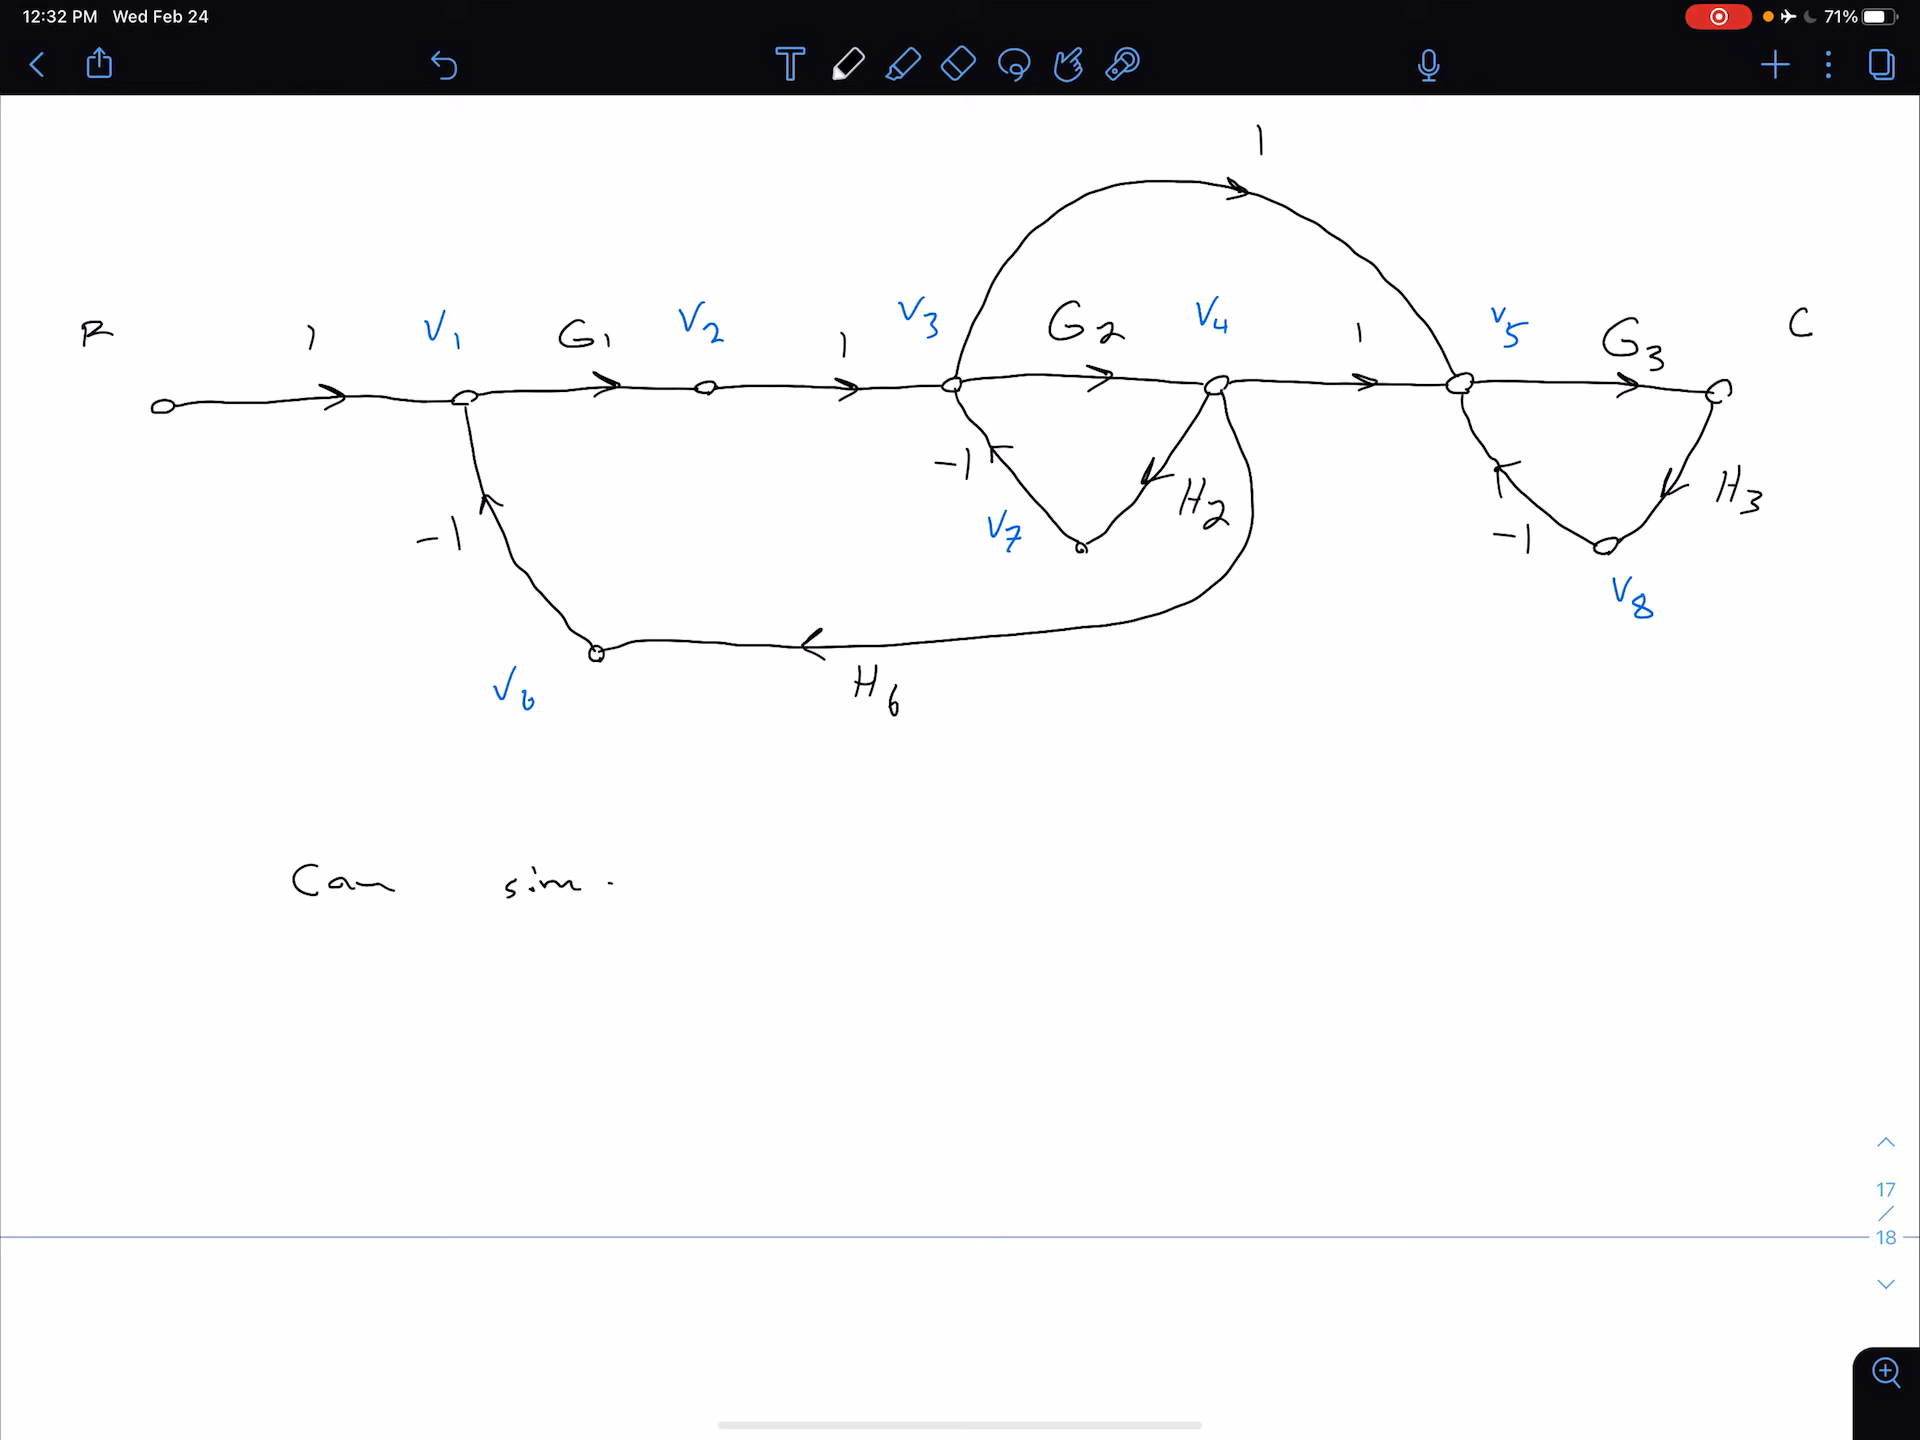 12:32 PM Wed Feb 24
71%
1
R 1 V1 G1 V2 1 V3 G2 V4 1 V5 G3 C
-1 H2 H3
-1 V7 -1
V8
V6 H6
Can sim.
17
/
18